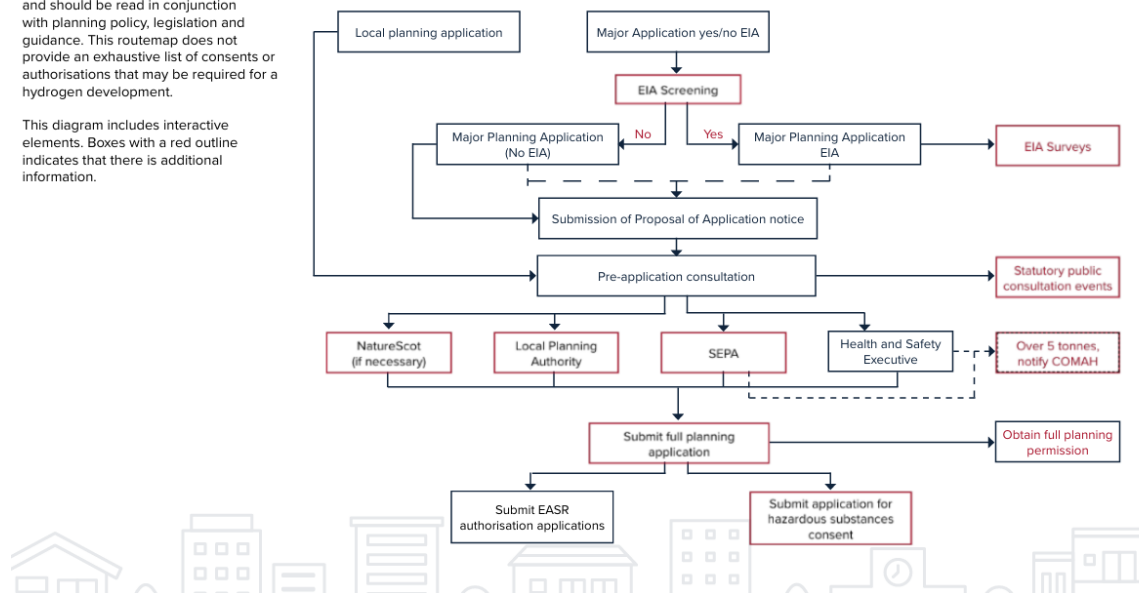 and should be read in conjunction
with planning policy, legislation and
guidance. This routemap does not
provide an exhaustive list of consents or
authorisations that may be required for a
hydrogen development.
This diagram includes interactive
elements. Boxes with a red outline
indicates that there is additional
information.
Local planning application
Major Application yes/no EIA
EIA Screening
No
Yes
Major Planning Application
(No EIA)
Major Planning Application
EIA
EIA Surveys
Submission of Proposal of Application notice
Pre-application consultation
Statutory public
consultation events
NatureScot
(if necessary)
Local Planning
Authority
SEPA
Health and Safety
Executive
Over 5 tonnes,
notify COMAH
Submit full planning
application
Obtain full planning
permission
Submit EASR
authorisation applications
Submit application for
hazardous substances
consent